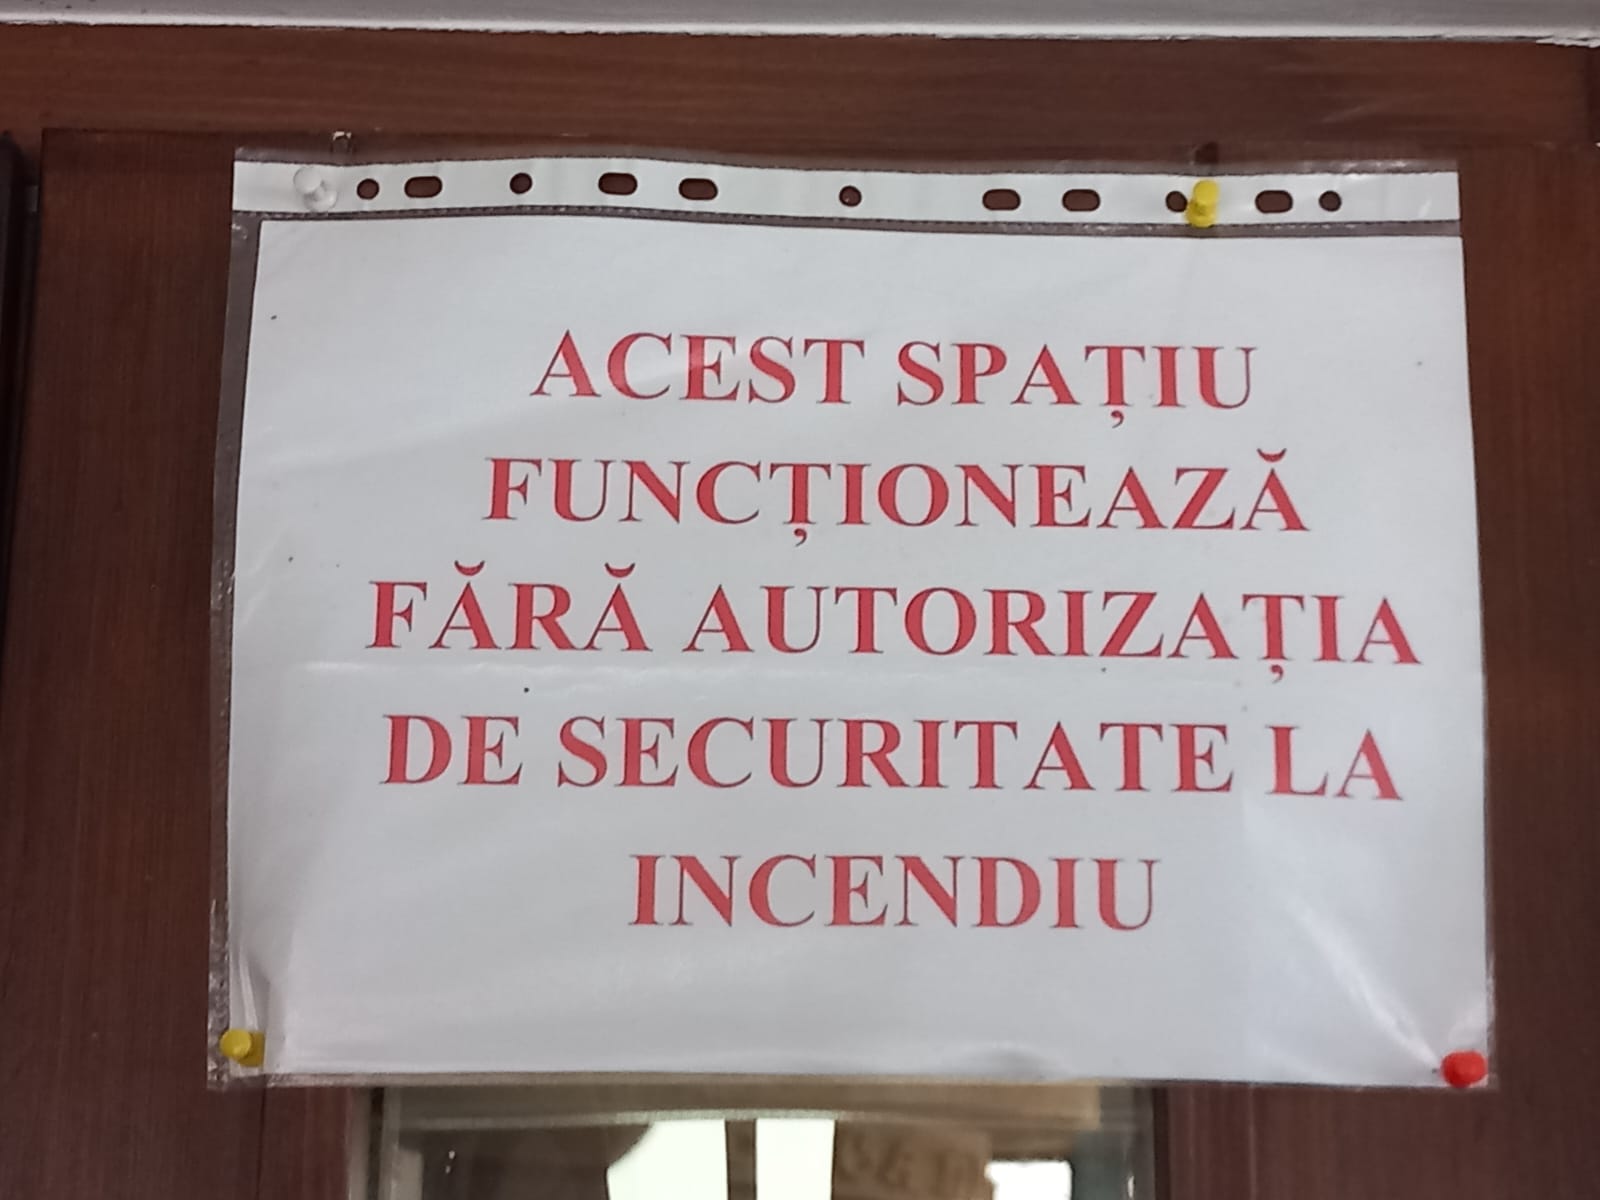 ACEST SPAȚIU
FUNCȚIONEAZĂ
FĂRĂ AUTORIZAȚIA
DE SECURITATE LA
INCENDIU